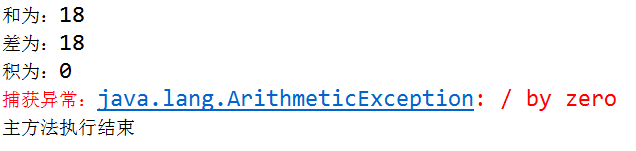 和为：18
差为：18
积为：0
捕获异常：java.lang.ArithmeticException: / by zero
主方法执行结束